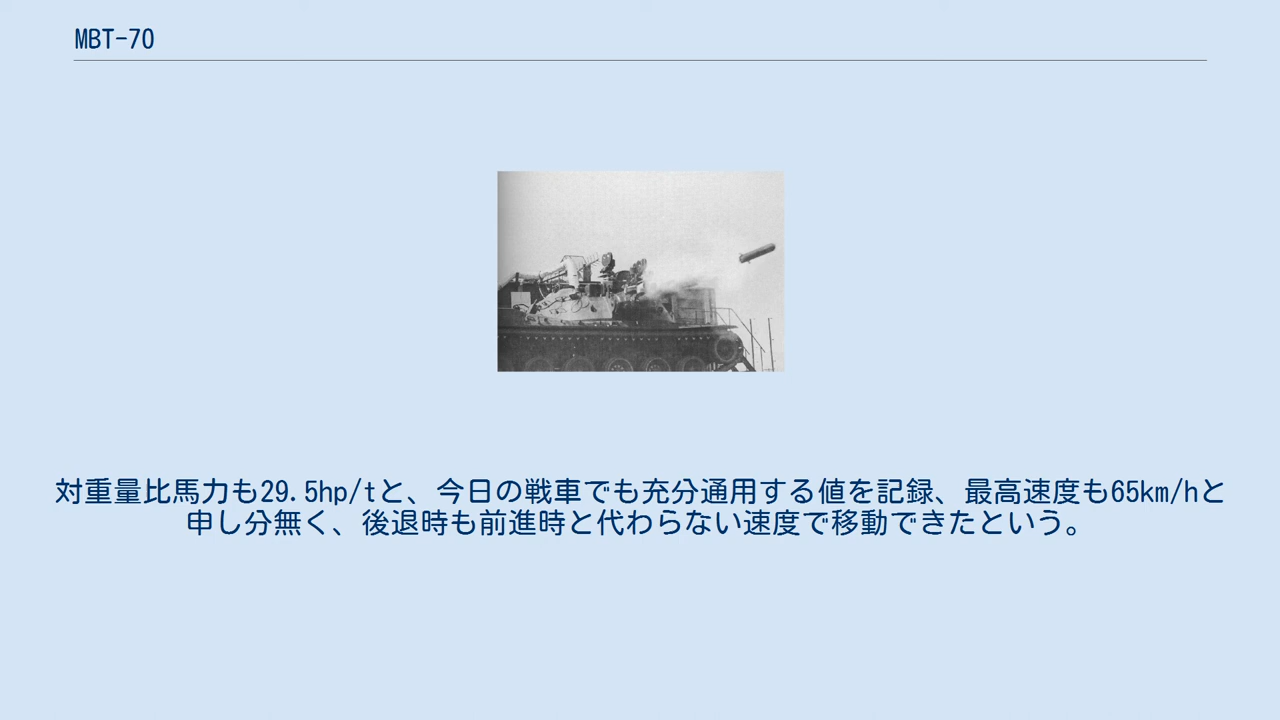 MBT-70
対重量比馬力も29.5hp/tと、今日の戦車でも充分通用する値を記録、最高速度も65km/hと
申し分無く、後退時も前進時と代わらない速度で移動できたという。